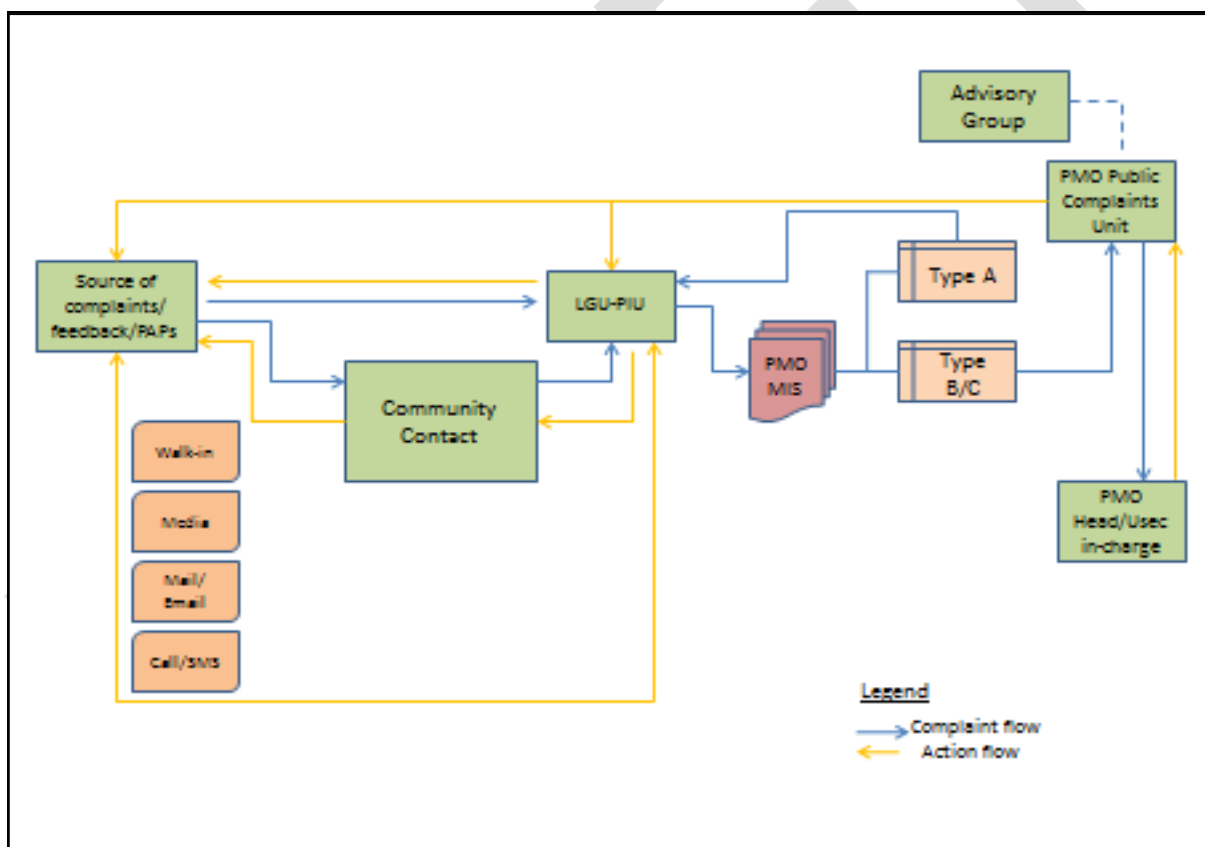 Advisory
Group
PMO Public
Complaints
Unit
Source of
complaints/
feedback/PAPs
LGU-PIU
Type A
PMO
MIS
Type
B/C
Community
Contact
Walk-in
Media
Mail/
Email
Call/SMS
PMO
Head/Usec
in-charge
Legend
Complaint flow
Action flow